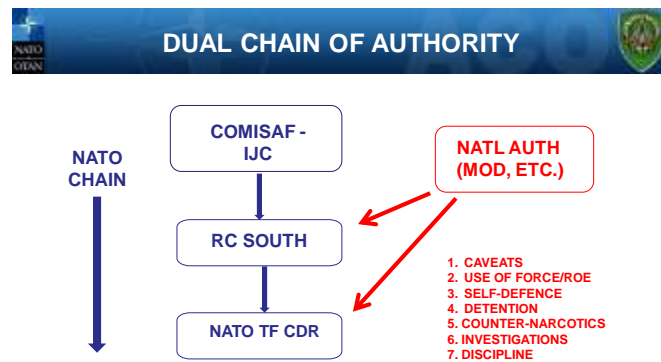 NATO
OTAN
DUAL CHAIN OF AUTHORITY
COMISAF -
IJC
NATO
CHAIN
NATL AUTH
(MOD, ETC.)
RC SOUTH
NATO TF CDR
1. CAVEATS
2. USE OF FORCE/ROE
3. SELF-DEFENCE
4. DETENTION
5. COUNTER-NARCOTICS
6. INVESTIGATIONS
7. DISCIPLINE